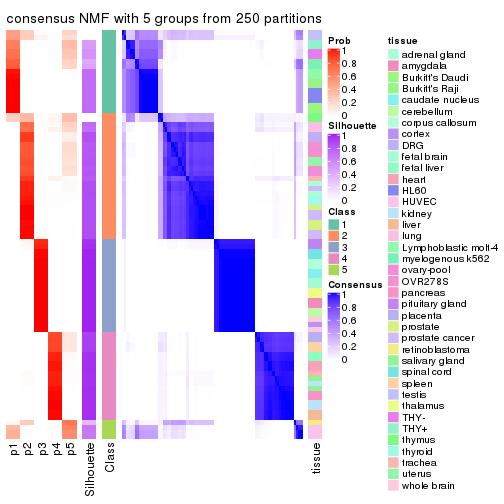 consensus NMF with 5 groups from 250 partitions
Prob
1
0.8
0.6
0.4
0.2
0
Silhouette
1
0.8
0.6
0.4
0.2
0
Class
1
2
3
4
5
Consensus
1
0.8
0.6
0.4
0.2
0
tissue
adrenal gland
amygdala
Burkitt's Daudi
Burkitt's Raji
caudate nucleus
cerebellum
corpus callosum
cortex
DRG
fetal brain
fetal liver
heart
HL60
HUVEC
kidney
liver
lung
Lymphoblastic molt-4
myelogenous k562
ovary-pool
OVR278S
pancreas
pituitary gland
placenta
prostate
prostate cancer
retinoblastoma
salivary gland
spinal cord
spleen
testis
thalamus
THY-
THY+
thymus
thyroid
trachea
uterus
whole brain
p1
p2
p3
p4
p5
Silhouette
Class
tissue